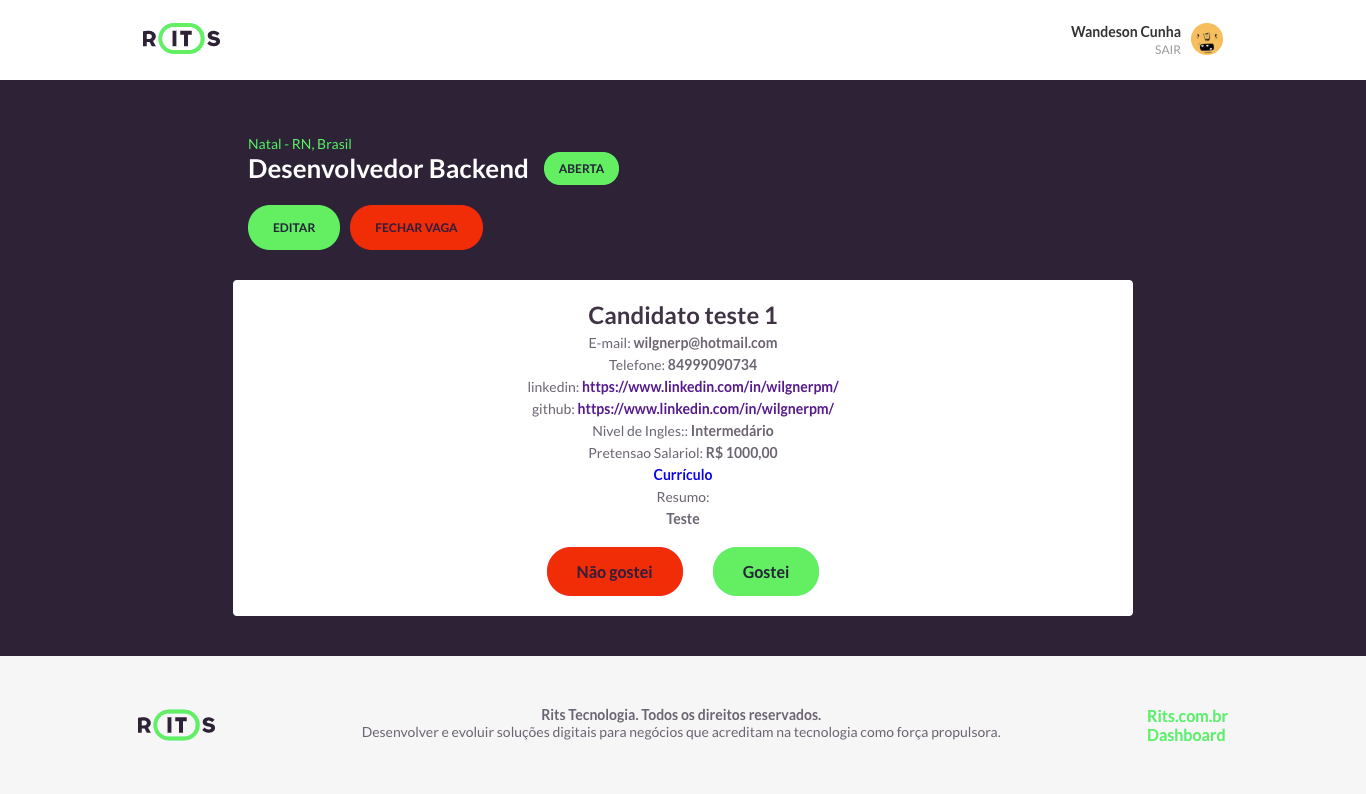 RITS
Wandeson Cunha
SAIR
Natal - RN, Brasil
Desenvolvedor Backend
ABERTA
EDITAR
FECHAR VAGA
Candidato teste 1
E-mail: wilgnerp@hotmail.com
Telefone: 84999090734
linkedin: https://www.linkedin.com/in/wilgnerpm/
github: https://www.linkedin.com/in/wilgnerpm/
Nivel de Ingles:: Intermedário
Pretensao Salariol: R$ 1000,00
Currículo
Resumo:
Teste
Não gostei
Gostei
RITS
Rits Tecnologia. Todos os direitos reservados.
Desenvolver e evoluir soluções digitais para negócios que acreditam na tecnologia como força propulsora.
Rits.com.br
Dashboard